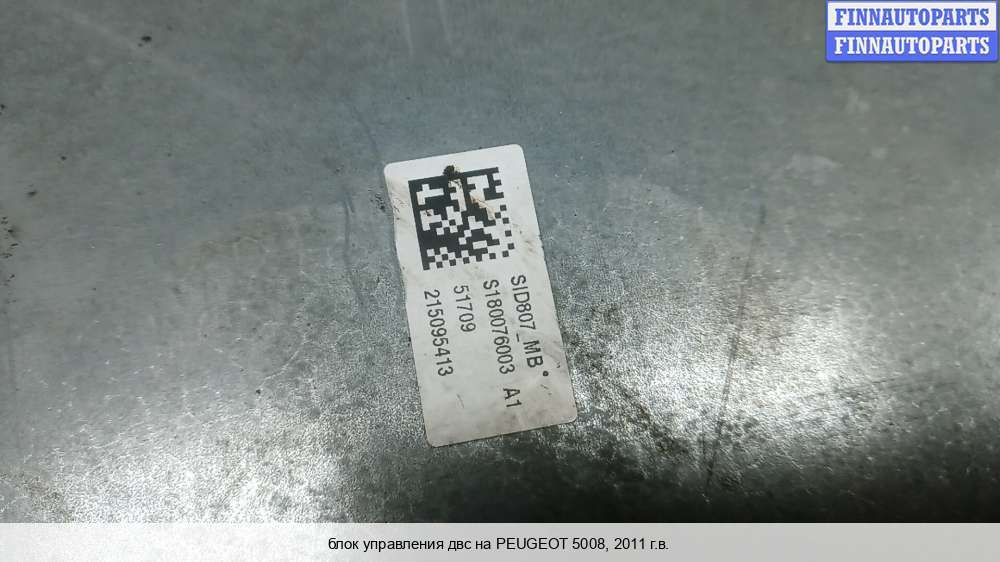 FINNAUTOPARTS
FINNAUTOPARTS
SID807_MB
S180076003 A1
51709
215095413
блок управления двс на PEUGEOT 5008, 2011 г.в.